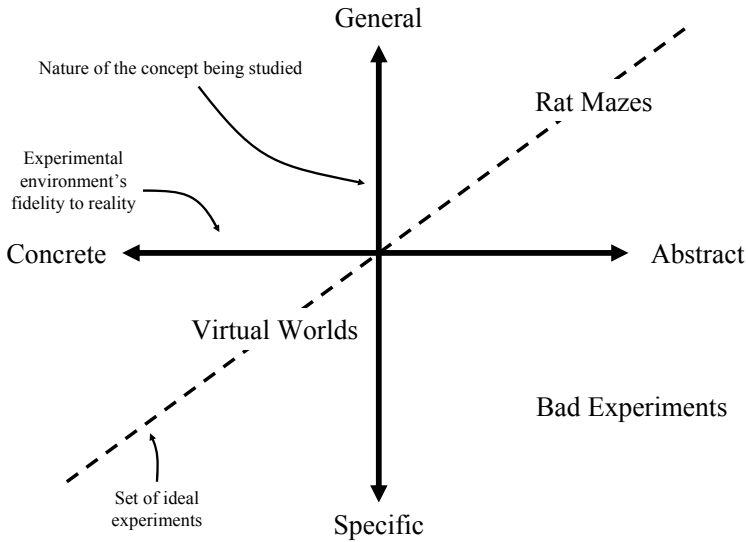 General
Nature of the concept being studied
Rat Mazes
Experimental
environment’s
fidelity to reality
Concrete
Abstract
Virtual Worlds
Bad Experiments
Set of ideal
experiments
Specific